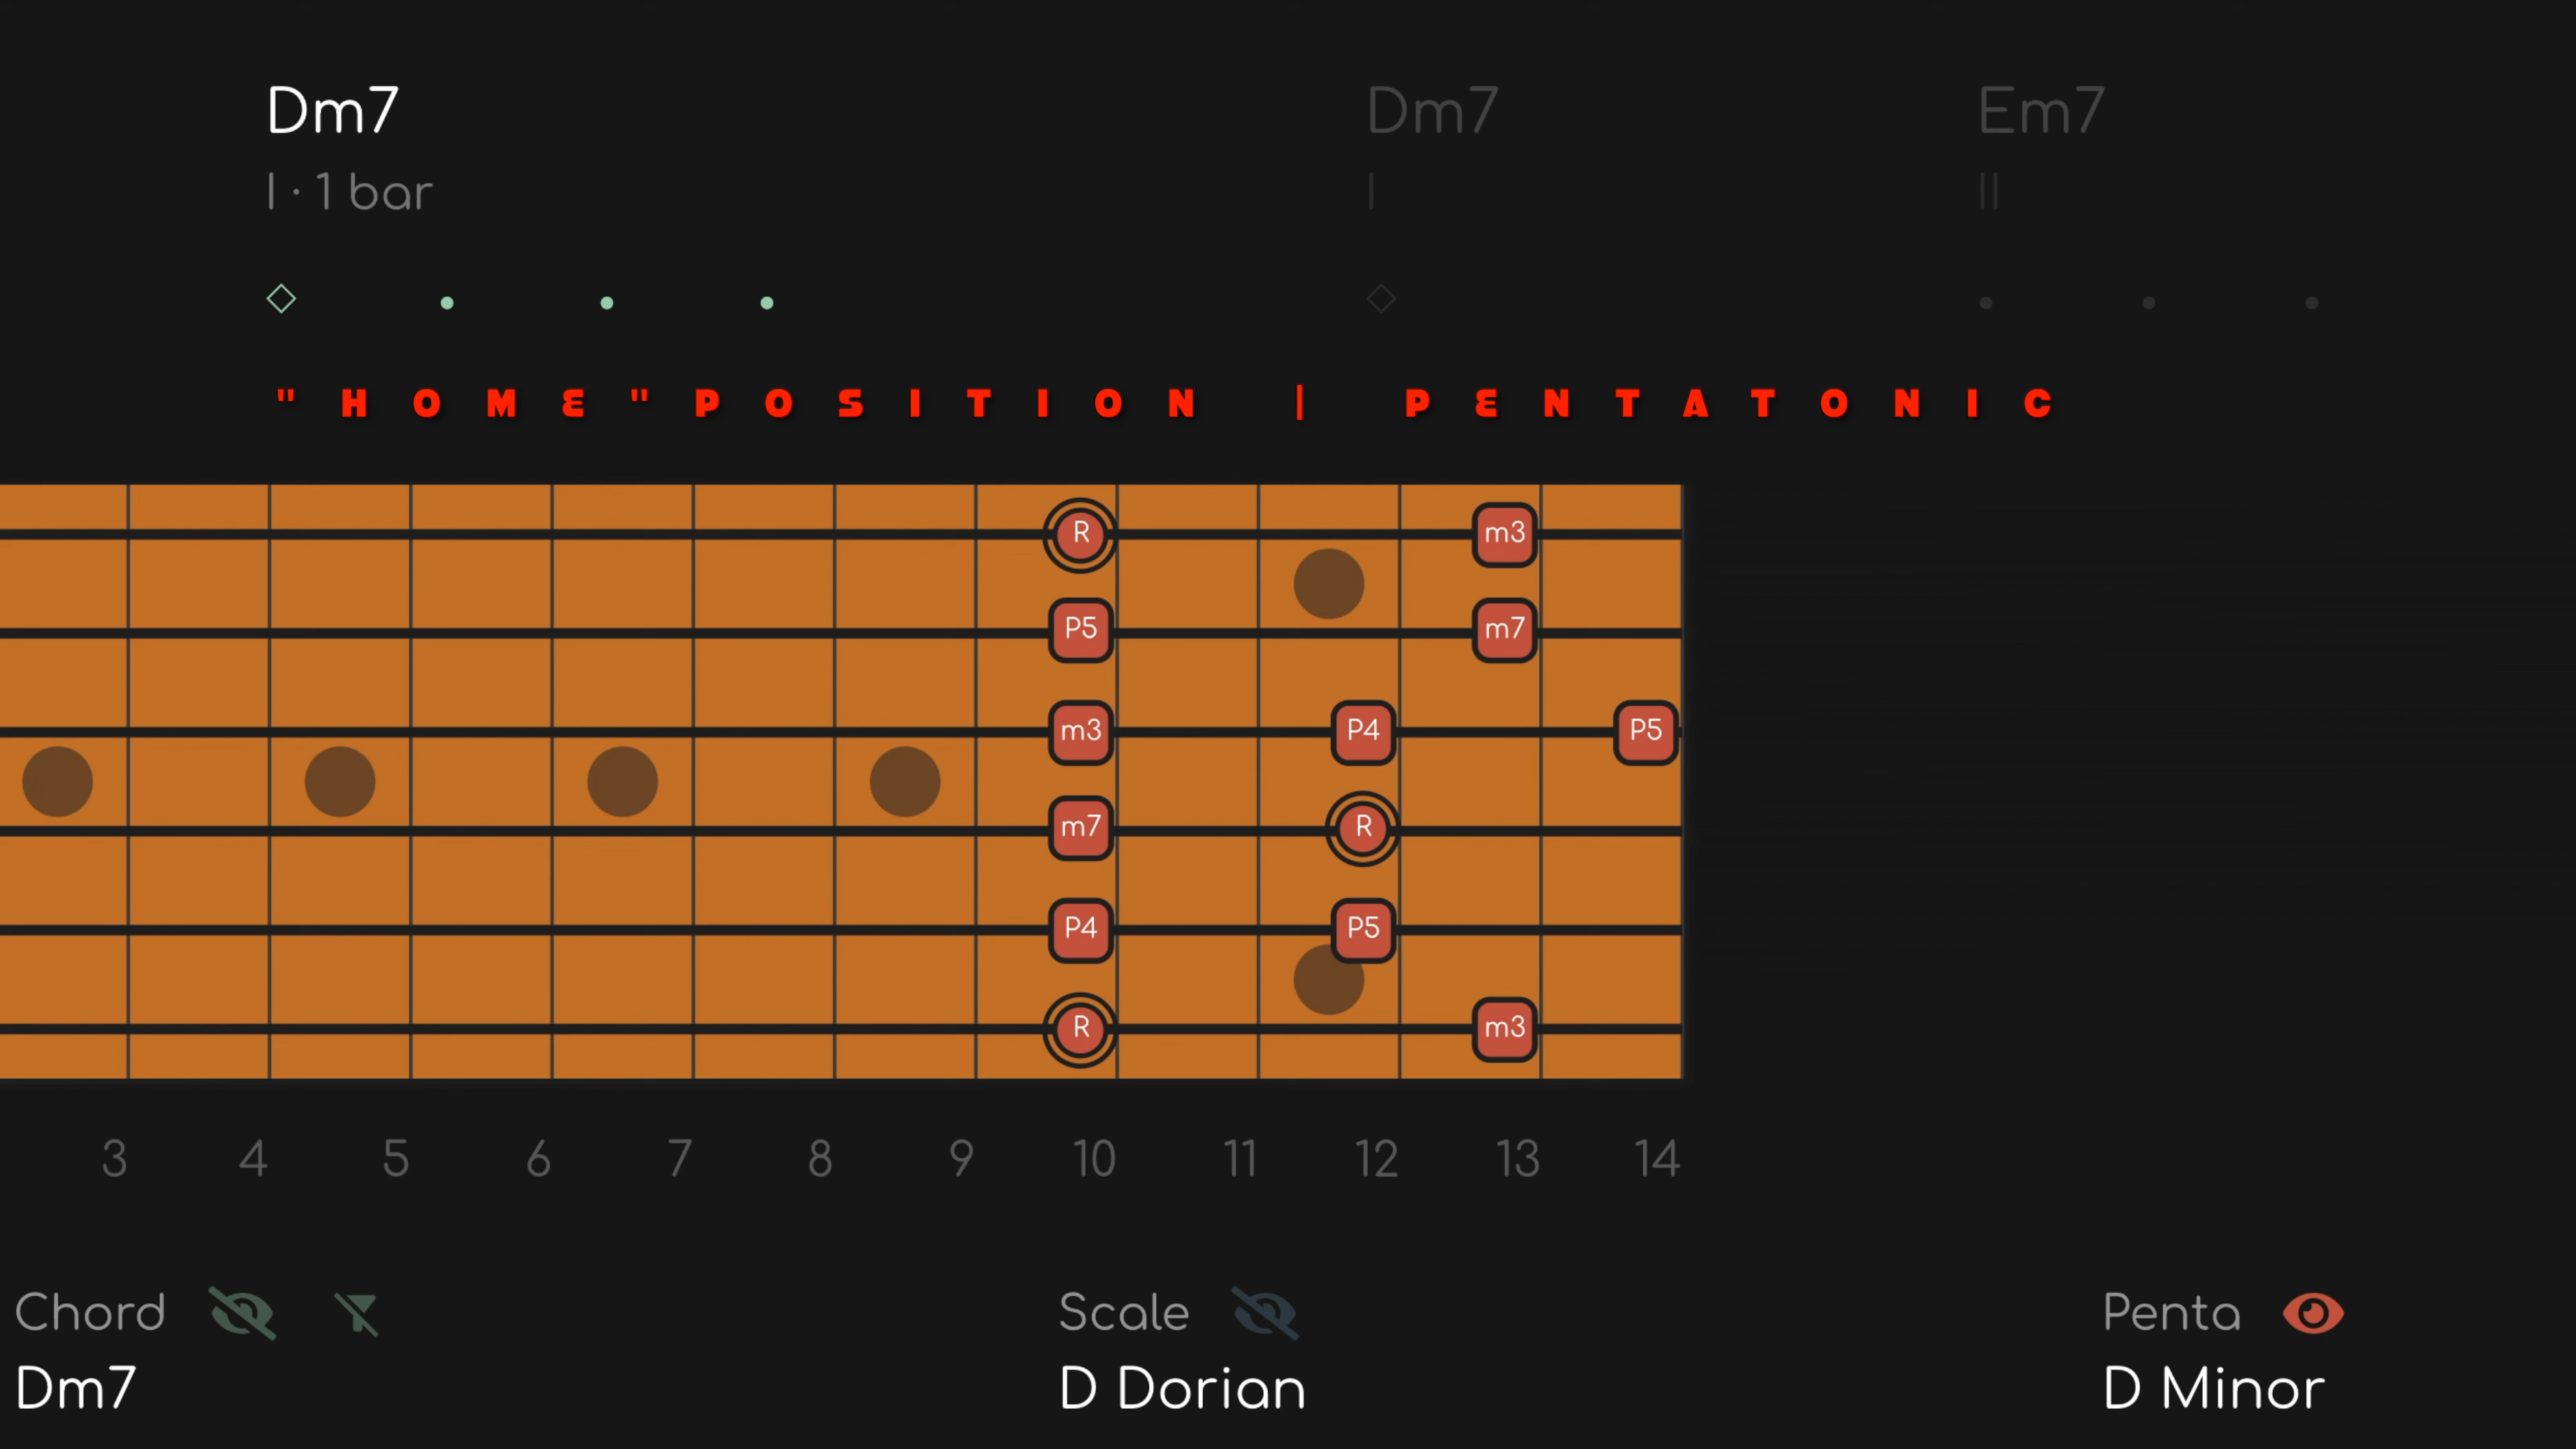 Dm7 Dm7 Em7
I · 1 bar I II
"HOME"POSITION | PENTATONIC
R m3
P5 m7
m3 P4 P5
m7 R
P4 P5
R m3
3 4 5 6 7 8 9 10 11 12 13 14
Chord Scale Penta
Dm7 D Dorian D Minor